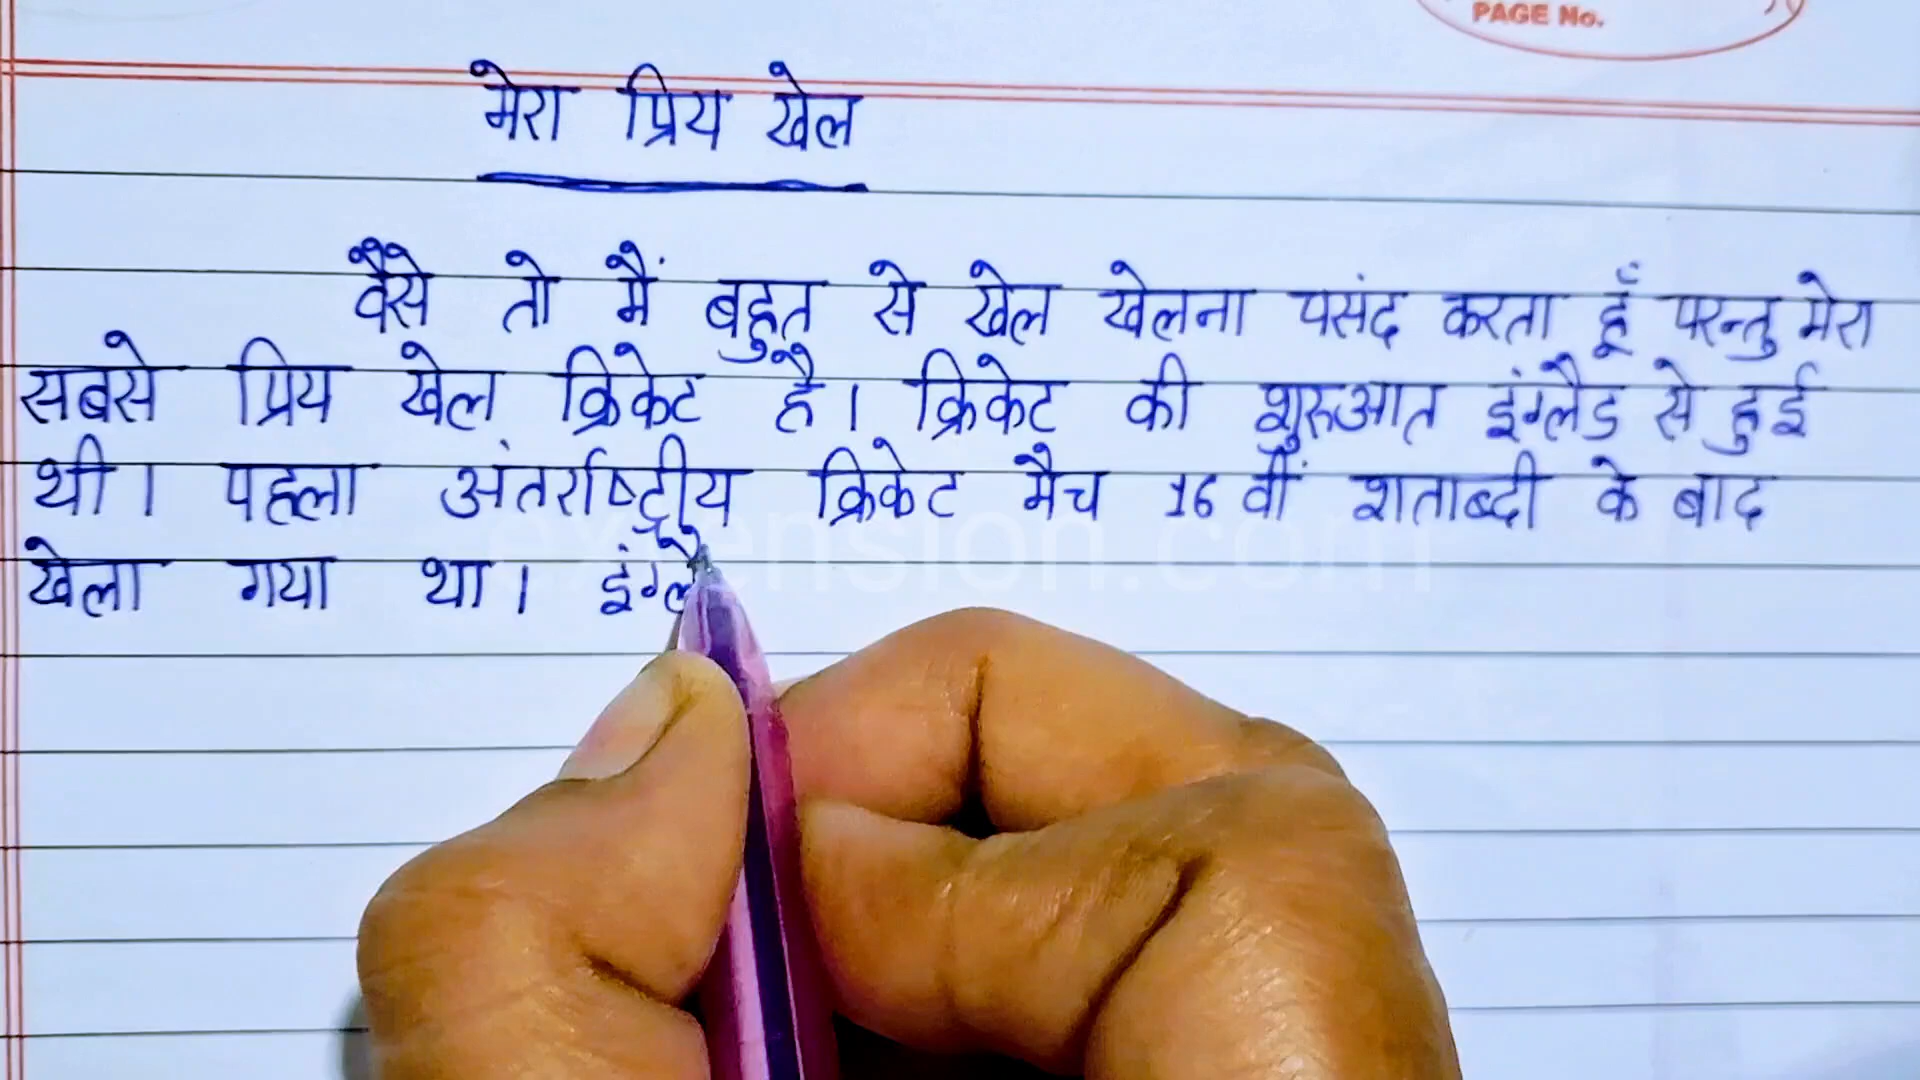 PAGE No.
मेरा प्रिय खेल
वैसे तो मैं बहुत से खेल खेलना पसंद करता हूँ परन्तु मेरा
सबसे प्रिय खेल क्रिकेट है। क्रिकेट की शुरुआत इंग्लैड से हुई
थी। पहला अंतर्राष्ट्रीय क्रिकेट मैच 16 वीं शताब्दी के बाद
खेला गया था। इंग्लै